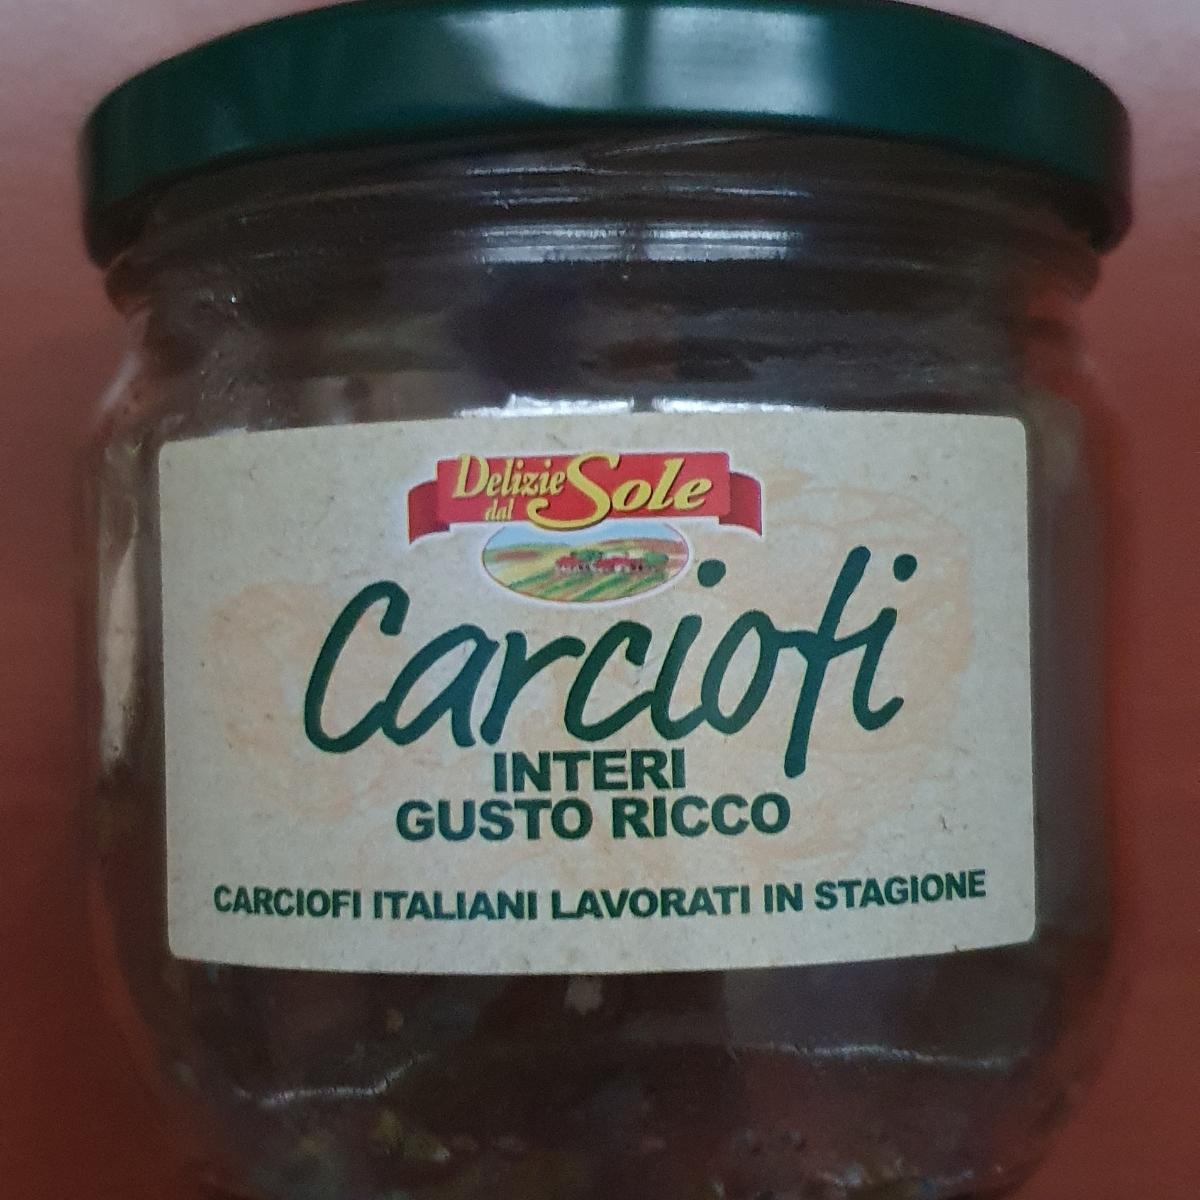 Delizie
dal Sole
Carciofi
INTERI
GUSTO RICCO
CARCIOFI ITALIANI LAVORATI IN STAGIONE